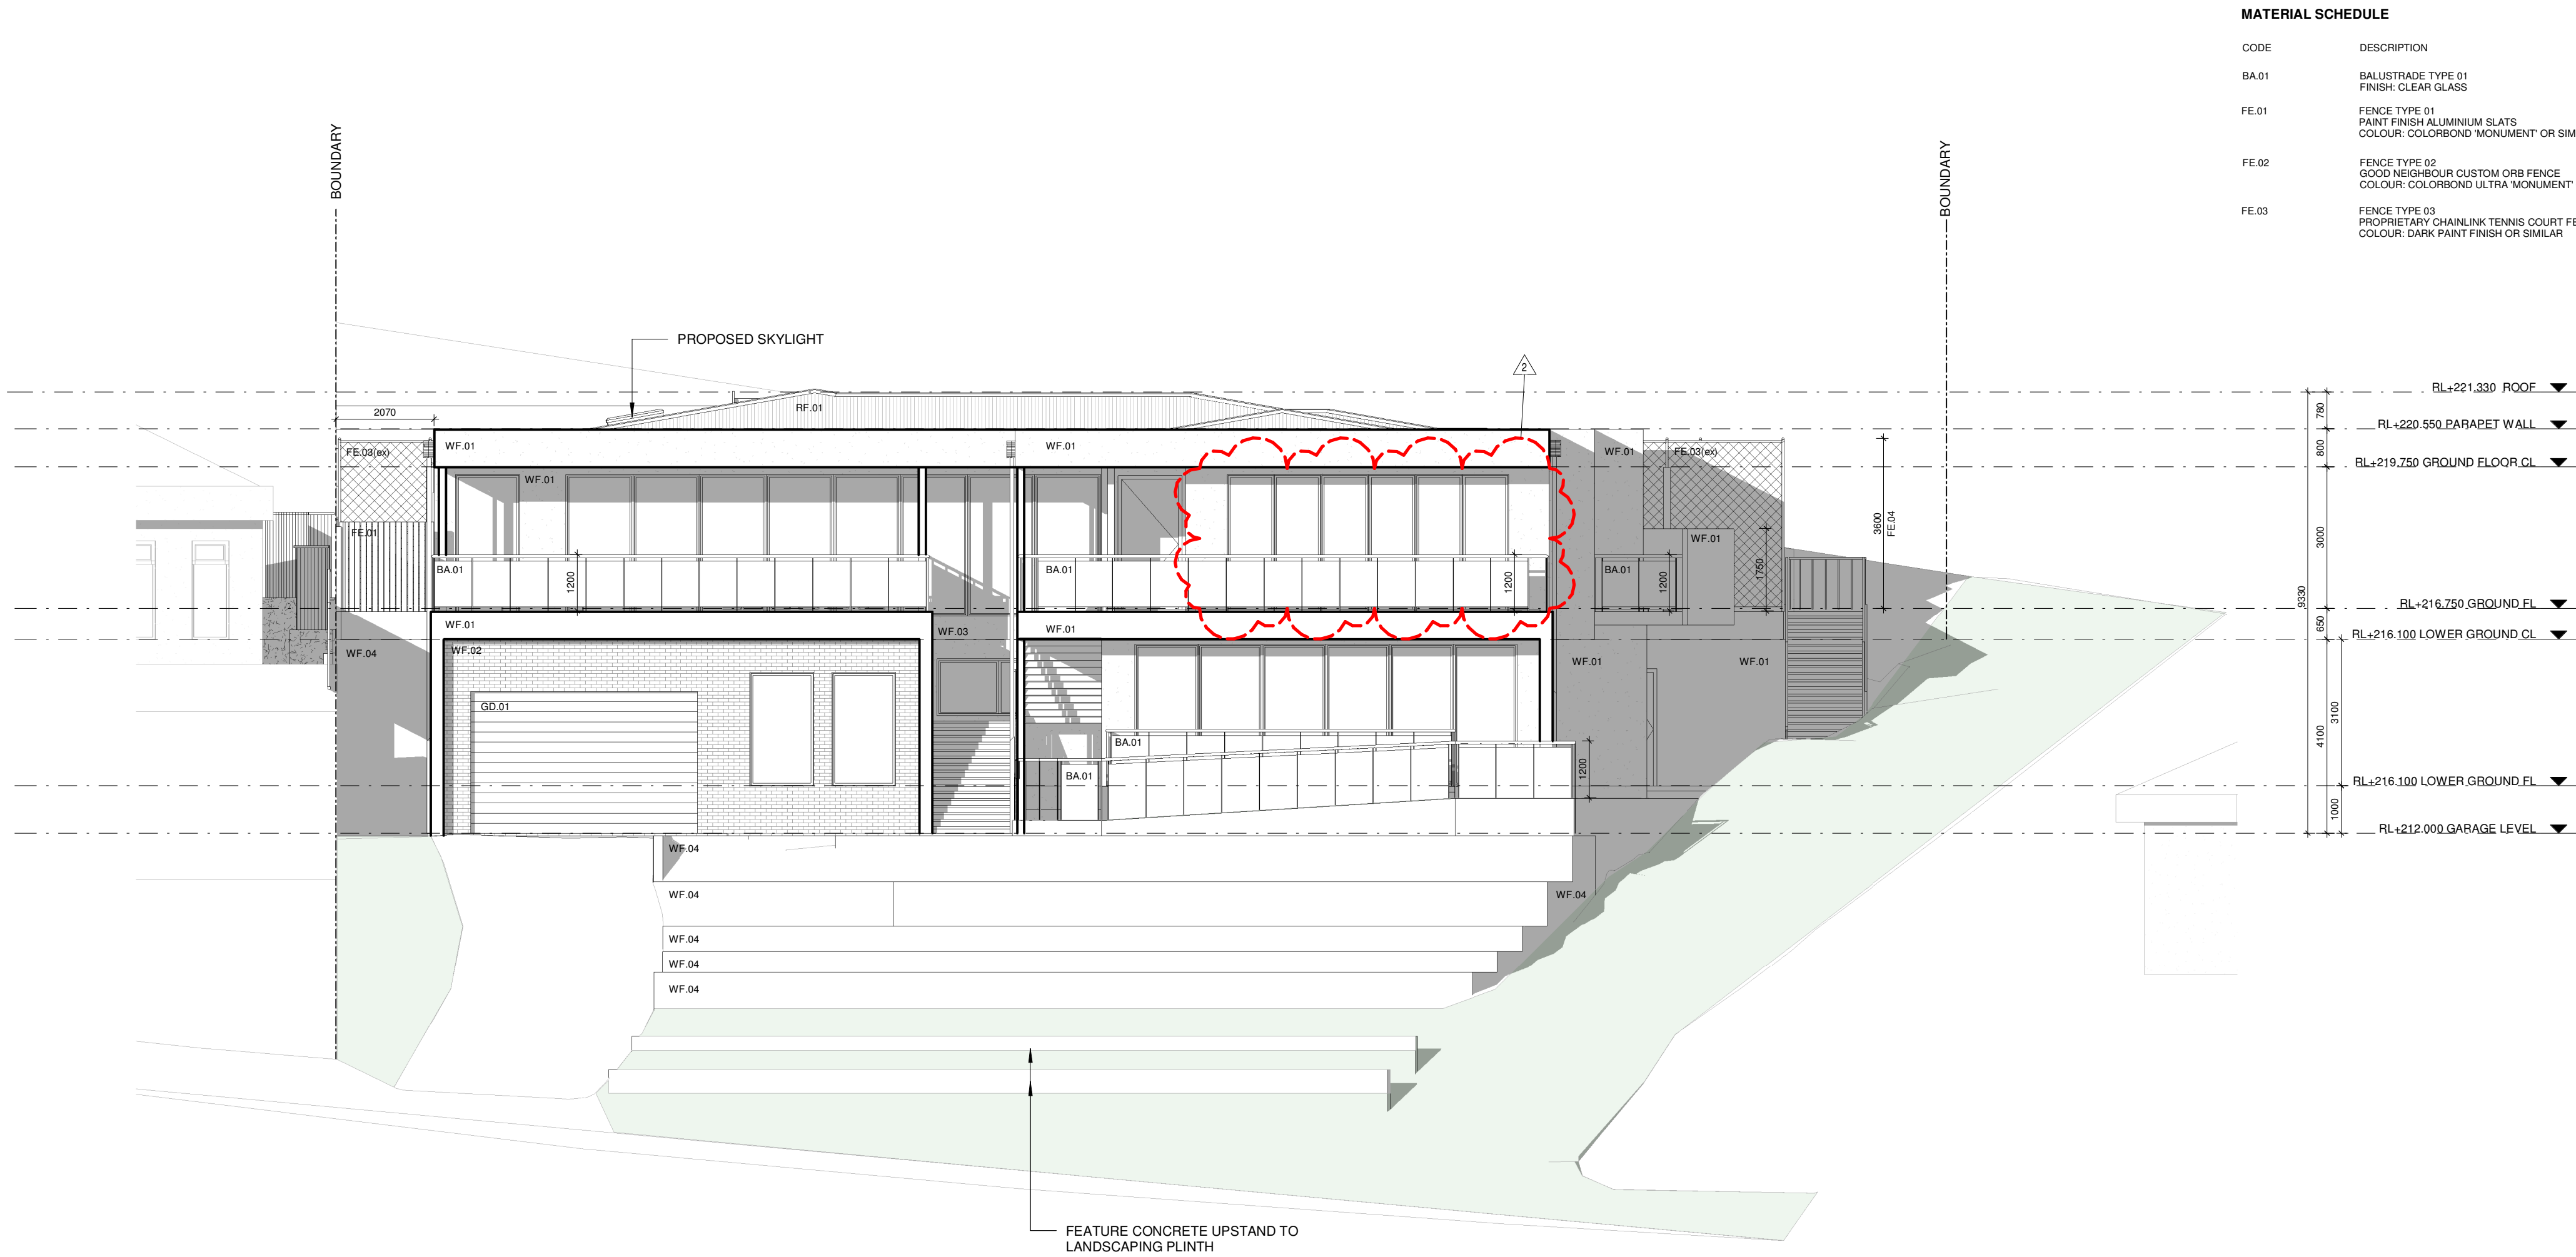 MATERIAL SCHEDULE
CODE DESCRIPTION
BA.01 BALUSTRADE TYPE 01
FINISH: CLEAR GLASS
FE.01 FENCE TYPE 01
PAINT FINISH ALUMINIUM SLATS
COLOUR: COLORBOND 'MONUMENT' OR SIM
FE.02 FENCE TYPE 02
GOOD NEIGHBOUR CUSTOM ORB FENCE
COLOUR: COLORBOND ULTRA 'MONUMENT'
FE.03 FENCE TYPE 03
PROPRIETARY CHAINLINK TENNIS COURT FE
COLOUR: DARK PAINT FINISH OR SIMILAR
BOUNDARY
BOUNDARY
PROPOSED SKYLIGHT
2
RL+221.330 ROOF
2070
RF.01
780
RL+220.550 PARAPET WALL
WF.01
WF.01
FE.03(ex)
WF.01
FE.03(ex)
800
RL+219.750 GROUND FLOOR CL
WF.01
FE.01
3600
FE.04
3000
WF.01
BA.01
1200
BA.01
1200
BA.01
1200
1750
9330
RL+216.750 GROUND FL
WF.01
WF.03
WF.01
650
RL+216.100 LOWER GROUND CL
WF.04
WF.02
WF.01
WF.01
GD.01
3100
4100
BA.01
BA.01
1200
RL+216.100 LOWER GROUND FL
1000
RL+212.000 GARAGE LEVEL
WF.04
WF.04
WF.04
WF.04
WF.04
WF.04
FEATURE CONCRETE UPSTAND TO
LANDSCAPING PLINTH